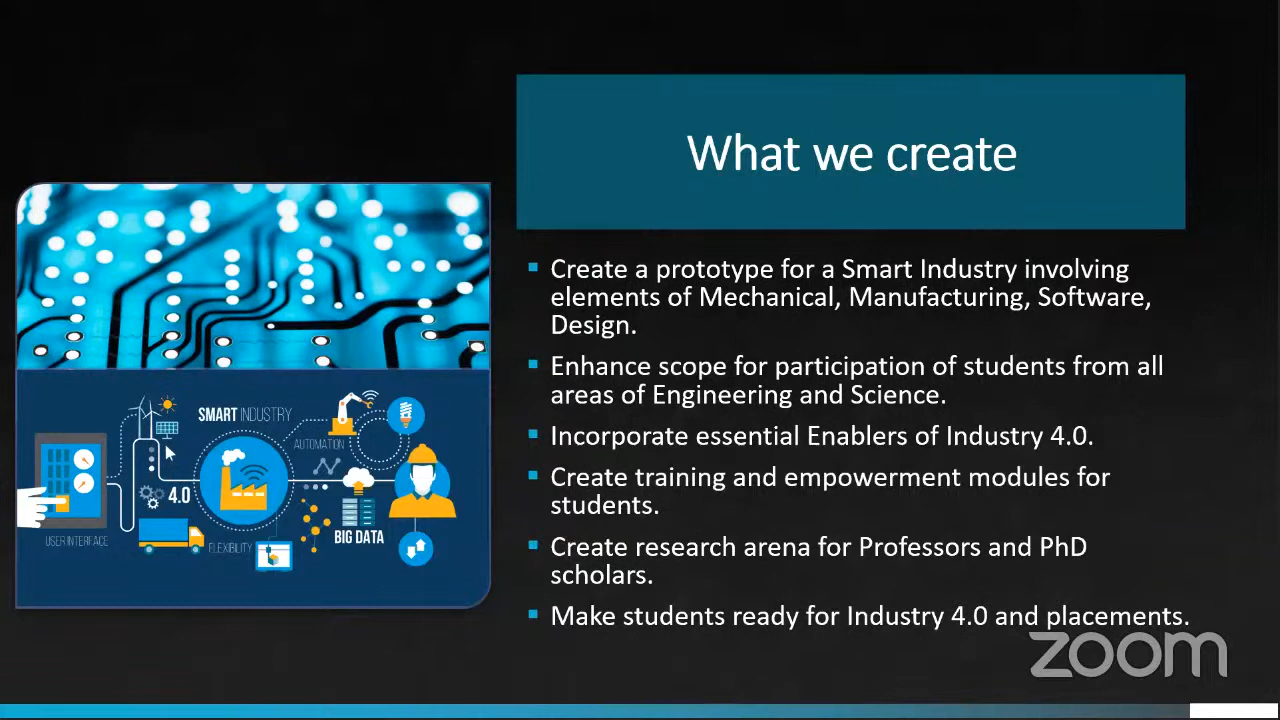 What we create
Create a prototype for a Smart Industry involving
elements of Mechanical, Manufacturing, Software,
Design.
Enhance scope for participation of students from all
areas of Engineering and Science.
Incorporate essential Enablers of Industry 4.0.
Create training and empowerment modules for
students.
Create research arena for Professors and PhD
scholars.
Make students ready for Industry 4.0 and placements.
SMART INDUSTRY
AUTOMATION
4.0
USER INTERFACE
FLEXIBILITY
BIG DATA
zoom